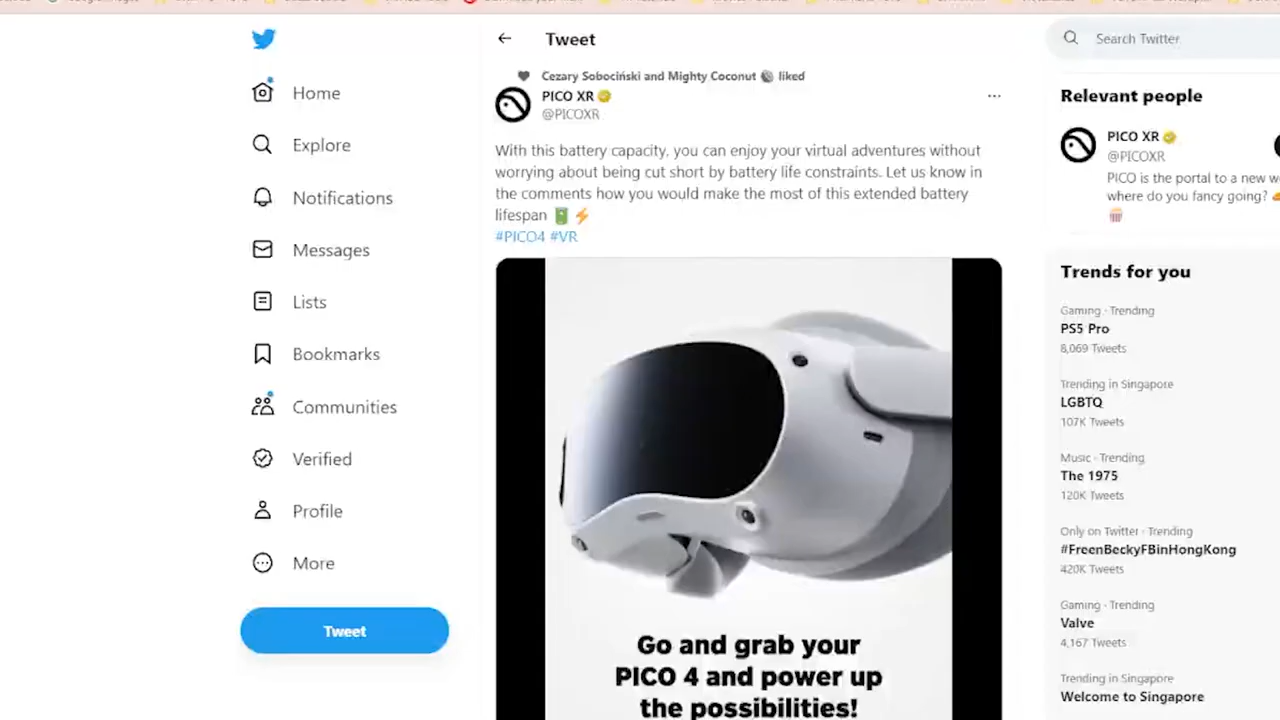 Home
Explore
Notifications
Messages
Lists
Bookmarks
Communities
Verified
Profile
More
Tweet
Tweet
Cezary Sobociński and Mighty Coconut liked
PICO XR
@PICOXR
With this battery capacity, you can enjoy your virtual adventures without
worrying about being cut short by battery life constraints. Let us know in
the comments how you would make the most of this extended battery
lifespan 🔋⚡
#PICO4 #VR
Go and grab your
PICO 4 and power up
the possibilities!
Search Twitter
Relevant people
PICO XR
@PICOXR
PICO is the portal to a new
where do you fancy going?
Trends for you
Gaming · Trending
PS5 Pro
8,069 Tweets
Trending in Singapore
LGBTQ
107K Tweets
Music · Trending
The 1975
120K Tweets
Only on Twitter · Trending
#FreenBeckyFBinHongKong
420K Tweets
Gaming · Trending
Valve
4,167 Tweets
Trending in Singapore
Welcome to Singapore